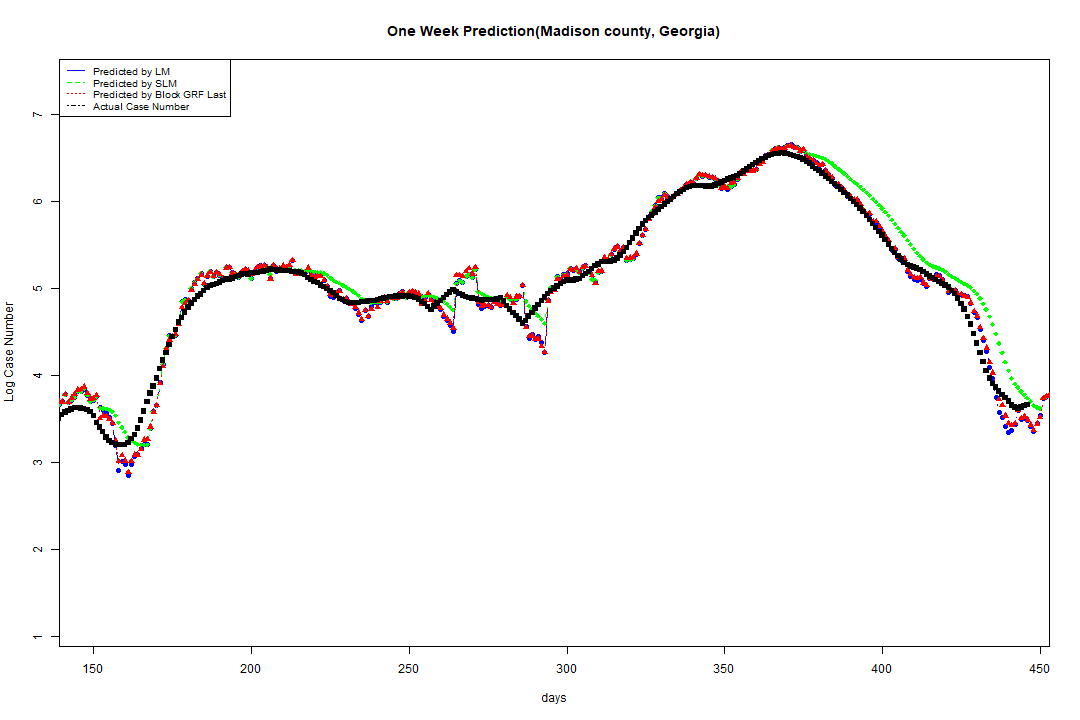 One Week Prediction(Madison county, Georgia)
Predicted by LM
Predicted by SLM
Predicted by Block GRF Last
Actual Case Number
7
6
5
4
3
2
1
Log Case Number
150 200 250 300 350 400 450
days